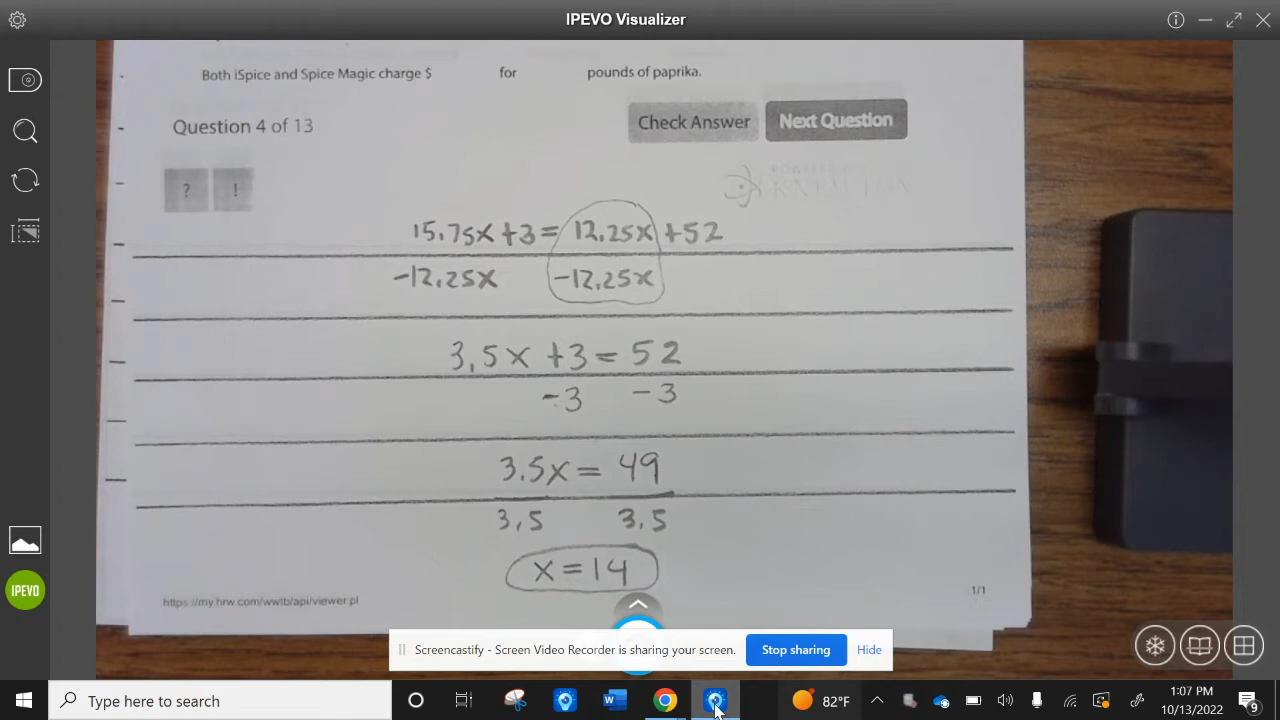 IPEVO Visualizer
Both iSpice and Spice Magic charge $ for pounds of paprika.
Question 4 of 13
Check Answer Next Question
? !
15.75x +3 = 12.25x +52
-12.25x -12.25x
3.5x +3 = 52
-3 -3
3.5x = 49
3.5 3.5
x = 14
https://my.hrw.com/wwtb/api/viewer.pl 1/1
IPEVO
Screencastify - Screen Video Recorder is sharing your screen. Stop sharing Hide
Type here to search
82°F
1:07 PM
10/13/2022
9